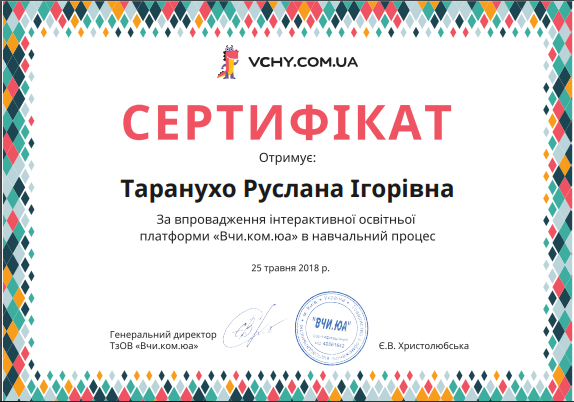 VCHY.COM.UA
СЕРТИФІКАТ
Отримує:
Таранухо Руслана Ігорівна
За впровадження інтерактивної освітньої
платформи «Вчи.ком.юа» в навчальний процес
25 травня 2018 р.
Генеральний директор
ТзОВ «Вчи.ком.юа»
"ВЧИ.ЮА"
Є.В. Христолюбська